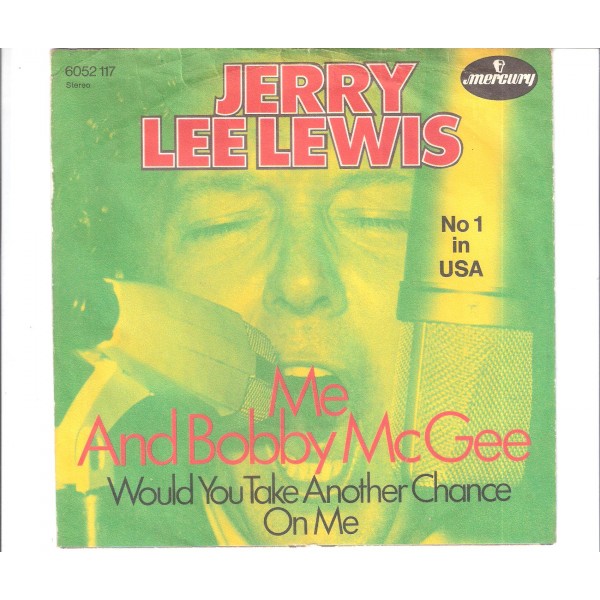 6052 117
Stereo
mercury
JERRY
LEE LEWIS
No 1
in
USA
Me
And Bobby McGee
Would You Take Another Chance
On Me